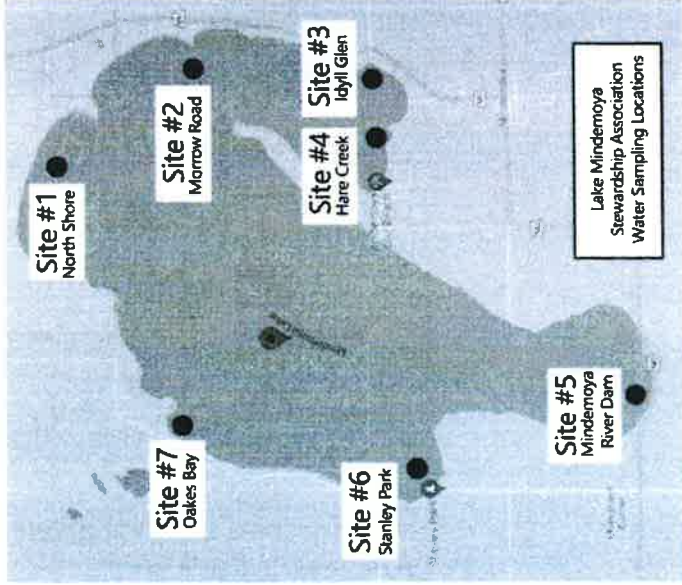 Site #1
North Shore
Site #2
Morrow Road
Site #3
Idyll Glen
Site #4
Hare Creek
Site #5
Mindemoya
River Dam
Site #6
Stanley Park
Site #7
Oakes Bay
Lake Mindemoya
Stewardship Association
Water Sampling Locations